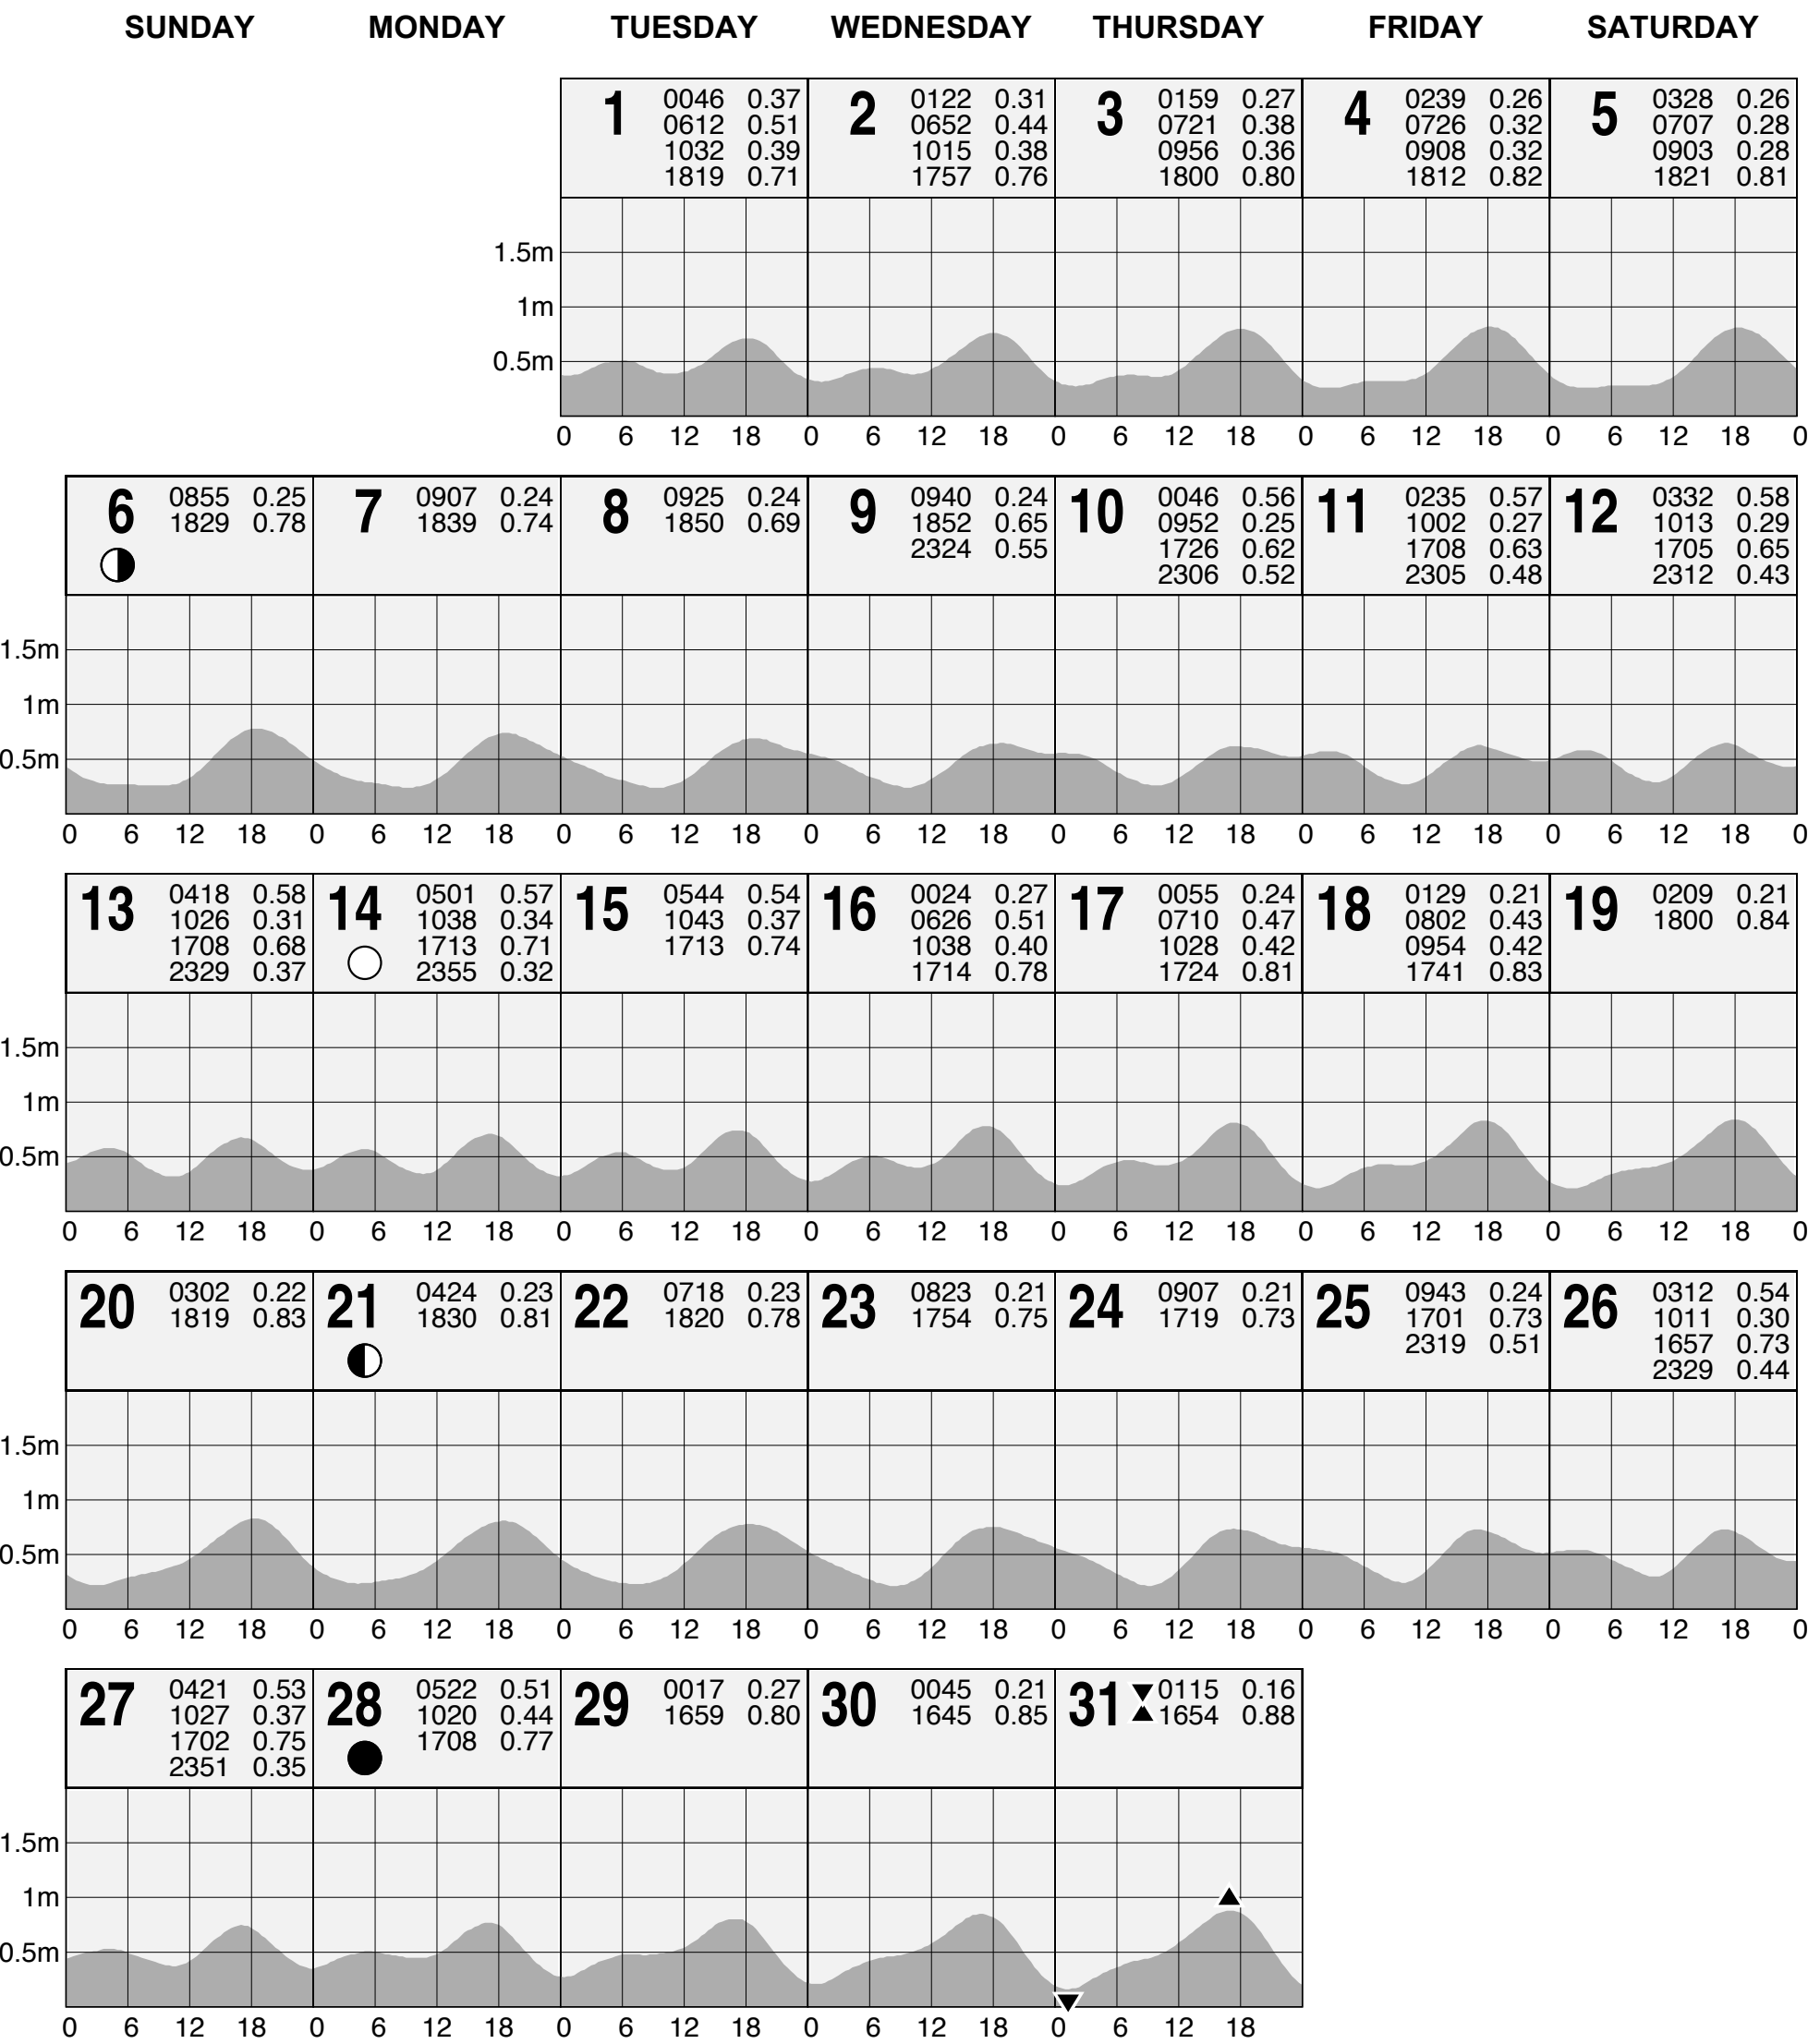 SUNDAY MONDAY TUESDAY WEDNESDAY THURSDAY FRIDAY SATURDAY
1 0046 0.37 2 0122 0.31 3 0159 0.27 4 0239 0.26 5 0328 0.26
0612 0.51 0652 0.44 0721 0.38 0726 0.32 0707 0.28
1032 0.39 1015 0.38 0956 0.36 0908 0.32 0903 0.28
1819 0.71 1757 0.76 1800 0.80 1812 0.82 1821 0.81
1.5m
1m
0.5m
0 6 12 18 0 6 12 18 0 6 12 18 0 6 12 18 0 6 12 18 0
6 0855 0.25 7 0907 0.24 8 0925 0.24 9 0940 0.24 10 0046 0.56 11 0235 0.57 12 0332 0.58
1829 0.78 1839 0.74 1850 0.69 1852 0.65 0952 0.25 1002 0.27 1013 0.29
2324 0.55 1726 0.62 1708 0.63 1705 0.65
2306 0.52 2305 0.48 2312 0.43
1.5m
1m
0.5m
0 6 12 18 0 6 12 18 0 6 12 18 0 6 12 18 0 6 12 18 0 6 12 18 0 6 12 18 0
13 0418 0.58 14 0501 0.57 15 0544 0.54 16 0024 0.27 17 0055 0.24 18 0129 0.21 19 0209 0.21
1026 0.31 1038 0.34 1043 0.37 0626 0.51 0710 0.47 0802 0.43 1800 0.84
1708 0.68 1713 0.71 1713 0.74 1038 0.40 1028 0.42 0954 0.42
2329 0.37 2355 0.32 1714 0.78 1724 0.81 1741 0.83
1.5m
1m
0.5m
0 6 12 18 0 6 12 18 0 6 12 18 0 6 12 18 0 6 12 18 0 6 12 18 0 6 12 18 0
20 0302 0.22 21 0424 0.23 22 0718 0.23 23 0823 0.21 24 0907 0.21 25 0943 0.24 26 0312 0.54
1819 0.83 1830 0.81 1820 0.78 1754 0.75 1719 0.73 1701 0.73 1011 0.30
2319 0.51 1657 0.73
2329 0.44
1.5m
1m
0.5m
0 6 12 18 0 6 12 18 0 6 12 18 0 6 12 18 0 6 12 18 0 6 12 18 0 6 12 18 0
27 0421 0.53 28 0522 0.51 29 0017 0.27 30 0045 0.21 31 0115 0.16
1027 0.37 1020 0.44 1659 0.80 1645 0.85 1654 0.88
1702 0.75 1708 0.77
2351 0.35
1.5m
1m
0.5m
0 6 12 18 0 6 12 18 0 6 12 18 0 6 12 18 0 6 12 18